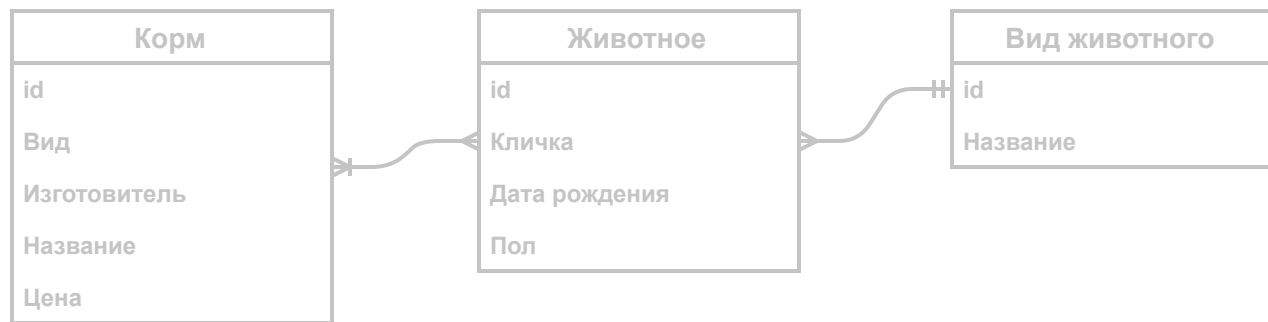 Корм
id
Вид
Изготовитель
Название
Цена
Животное
id
Кличка
Дата рождения
Пол
Вид животного
id
Название